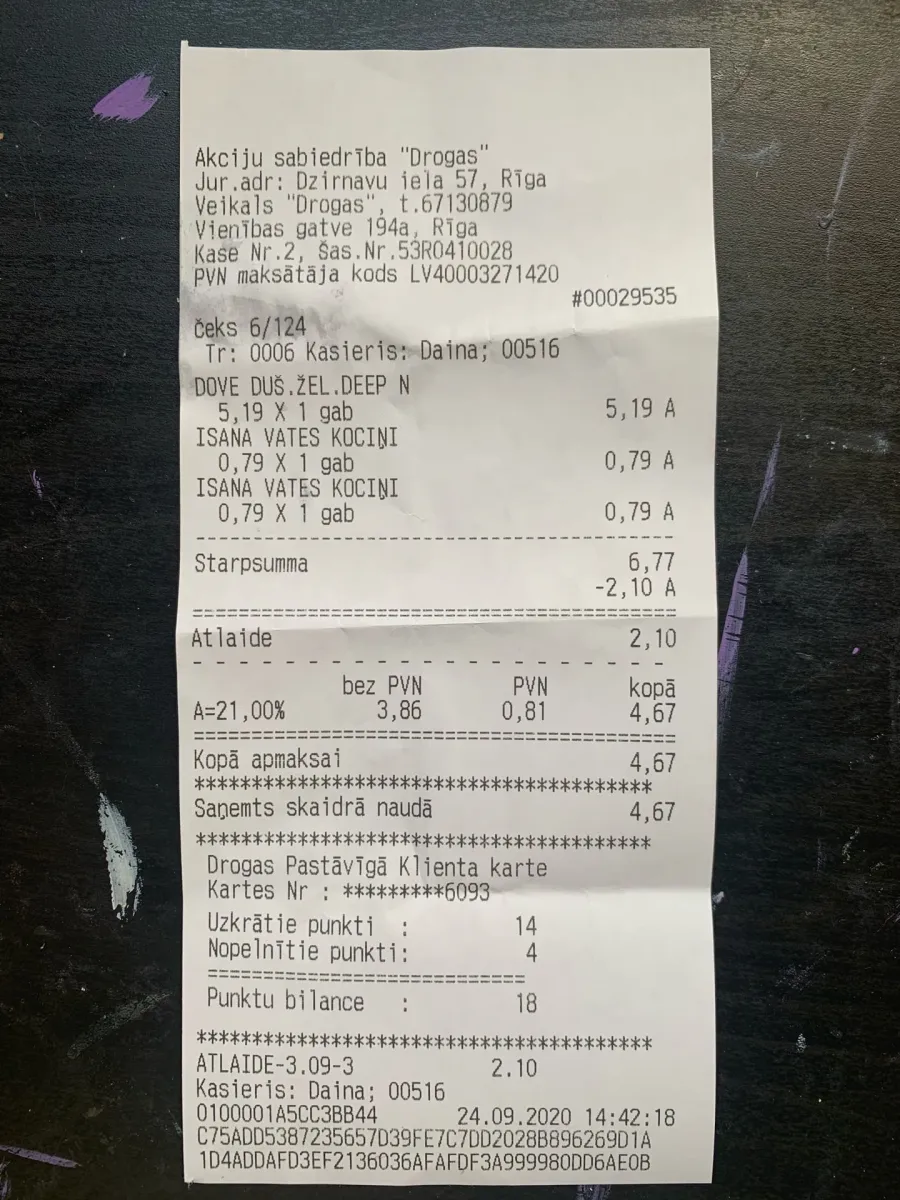 Akciju sabiedrība "Drogas"
Jur.adr: Dzirnavu iela 57, Rīga
Veikals "Drogas", t.67130879
Vienības gatve 194a, Rīga
Kase Nr.2, Šas.Nr.53R0410028
PVN maksātāja kods LV40003271420
#00029535
čeks 6/124
Tr: 0006 Kasieris: Daina; 00516
DOVE DUŠ.ŽEL.DEEP N
5,19 X 1 gab 5,19 A
ISANA VATES KOCIŅI
0,79 X 1 gab 0,79 A
ISANA VATES KOCIŅI
0,79 X 1 gab 0,79 A
------------------------------------------
Starpsumma 6,77
-2,10 A
==========================================
Atlaide 2,10
- - - - - - - - - - - - - - - - - - - - -
bez PVN PVN kopā
A=21,00% 3,86 0,81 4,67
==========================================
Kopā apmaksai 4,67
****************************************
Saņemts skaidrā naudā 4,67
****************************************
Drogas Pastāvīgā Klienta karte
Kartes Nr : *********6093
Uzkrātie punkti : 14
Nopelnītie punkti: 4
============================
Punktu bilance : 18
****************************************
ATLAIDE-3.09-3 2.10
Kasieris: Daina; 00516
0100001A5CC3BB44 24.09.2020 14:42:18
C75ADD5387235657D39FE7C7DD2028B896269D1A
1D4ADDAFD3EF2136036AFAFDF3A999980DD6AE0B